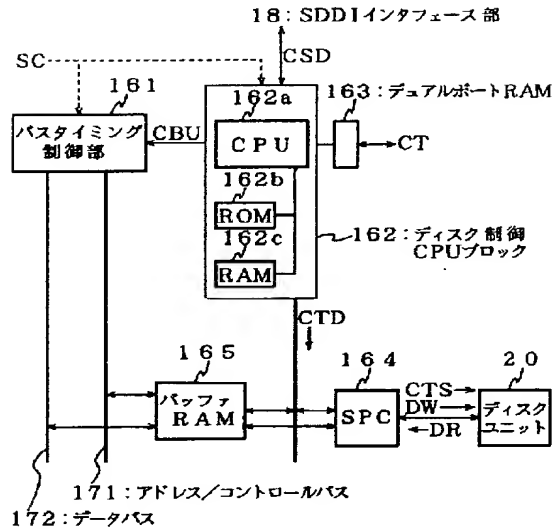 18：SDDIインタフェース部
SC
CSD
161
162a
163：デュアルポートRAM
バスタイミング
制御部
CBU
CPU
CT
162b
ROM
162c
RAM
162：ディスク制御
CPUブロック
CTD
165
164
20
バッファ
RAM
SPC
CTS
DW
DR
ディスク
ユニット
171：アドレス／コントロールバス
172：データバス